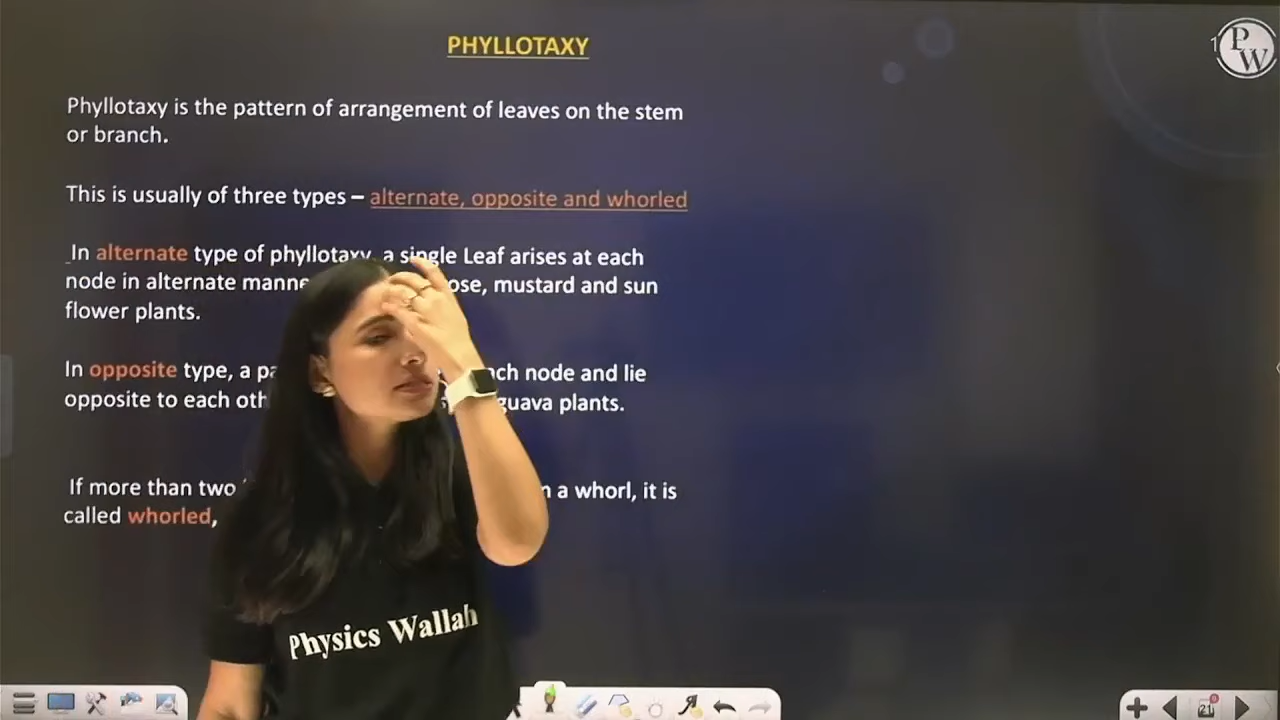 PHYLLOTAXY
PW
Phyllotaxy is the pattern of arrangement of leaves on the stem
or branch.
This is usually of three types – alternate, opposite and whorled
In alternate type of phyllotaxy, a single Leaf arises at each
node in alternate manne ose, mustard and sun
flower plants.
In opposite type, a pa ch node and lie
opposite to each oth guava plants.
If more than two a whorl, it is
called whorled,
Physics Wallah
21